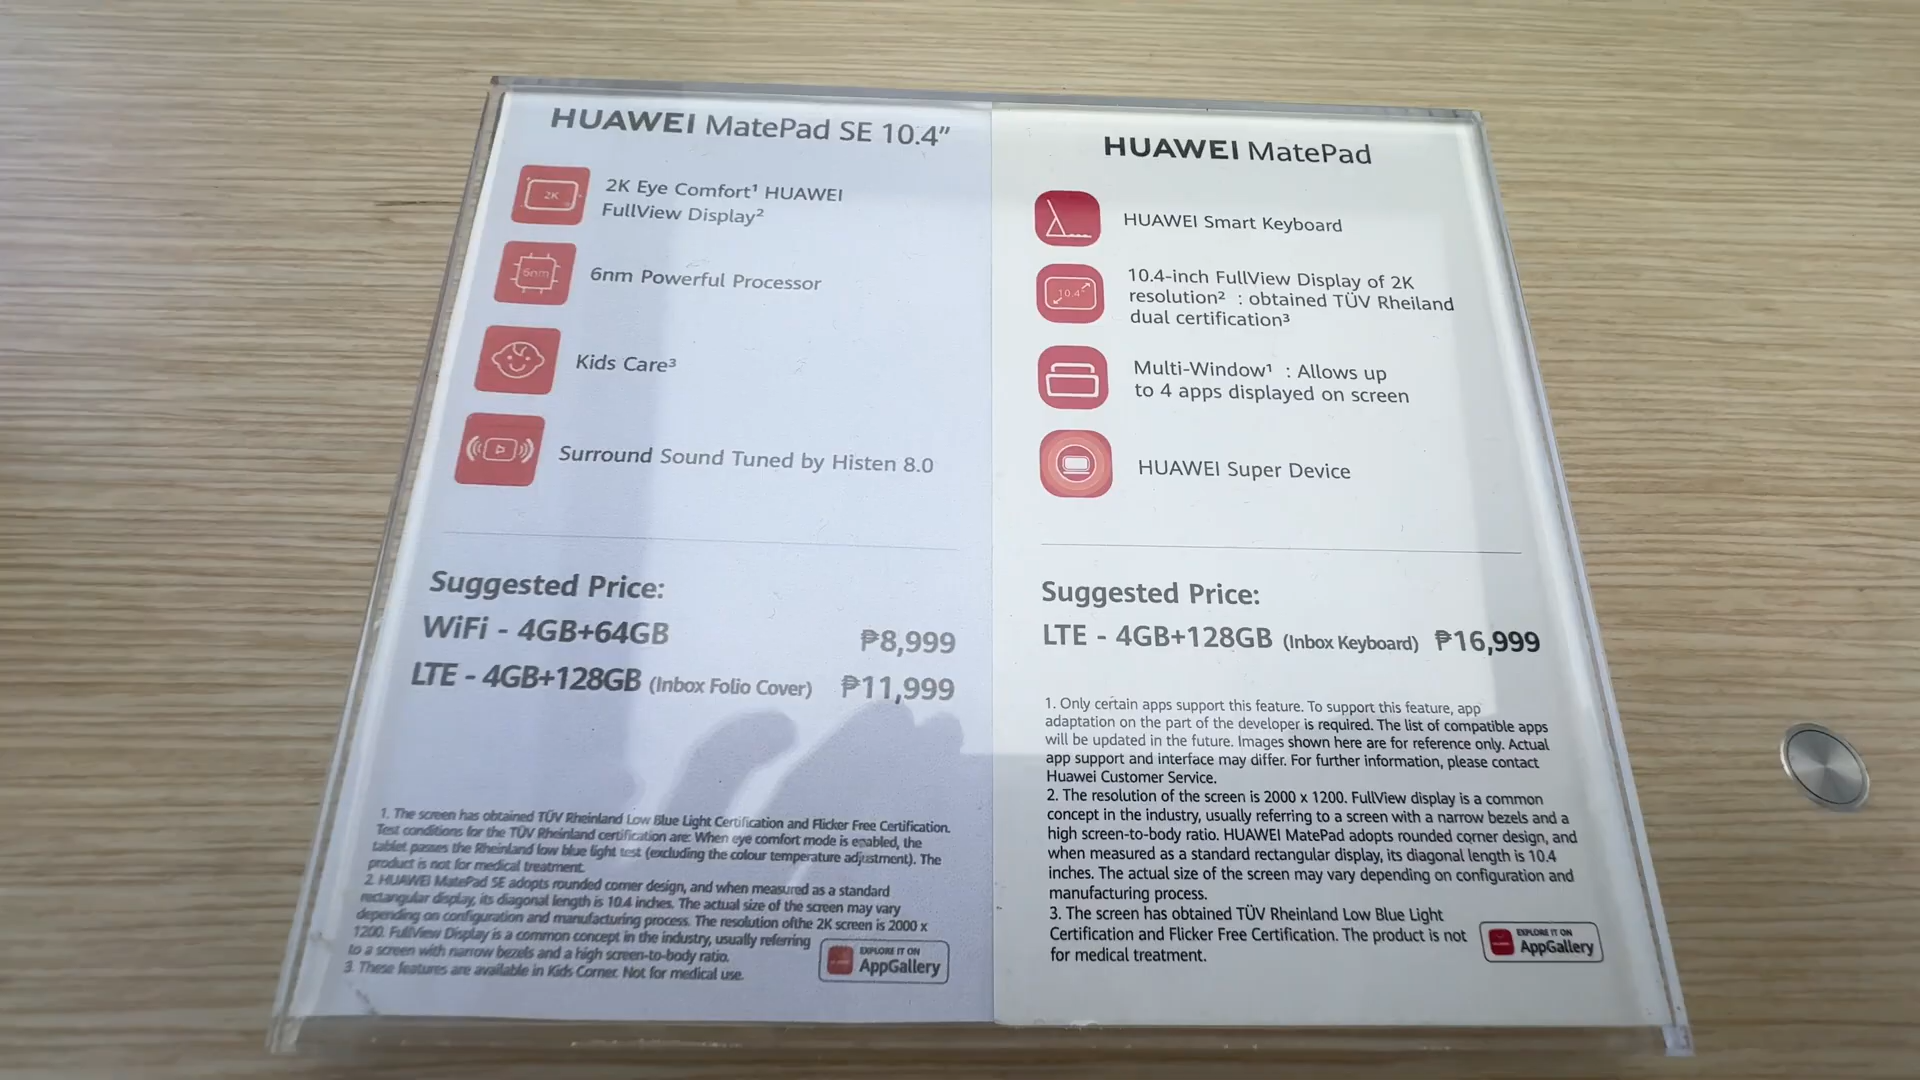 HUAWEI MatePad SE 10.4"
2K
2K Eye Comfort¹ HUAWEI
FullView Display²
6nm
6nm Powerful Processor
Kids Care³
Surround Sound Tuned by Histen 8.0
Suggested Price:
WiFi - 4GB+64GB ₱8,999
LTE - 4GB+128GB (Inbox Folio Cover) ₱11,999
1. The screen has obtained TÜV Rheinland Low Blue Light Certification and Flicker Free Certification.
Test conditions for the TÜV Rheinland certification are: When eye comfort mode is enabled, the
tablet passes the Rheinland low blue light test (excluding the colour temperature adjustment). The
product is not for medical treatment.
2. HUAWEI MatePad SE adopts rounded corner design, and when measured as a standard
rectangular display, its diagonal length is 10.4 inches. The actual size of the screen may vary
depending on configuration and manufacturing process. The resolution ofthe 2K screen is 2000 x
1200. FullView Display is a common concept in the industry, usually referring
to a screen with narrow bezels and a high screen-to-body ratio.
3. These features are available in Kids Corner. Not for medical use.
EXPLORE IT ON
AppGallery
HUAWEI MatePad
HUAWEI Smart Keyboard
10.4"
10.4-inch FullView Display of 2K
resolution² : obtained TÜV Rheiland
dual certification³
Multi-Window¹ : Allows up
to 4 apps displayed on screen
HUAWEI Super Device
Suggested Price:
LTE - 4GB+128GB (Inbox Keyboard) ₱16,999
1. Only certain apps support this feature. To support this feature, app
adaptation on the part of the developer is required. The list of compatible apps
will be updated in the future. Images shown here are for reference only. Actual
app support and interface may differ. For further information, please contact
Huawei Customer Service.
2. The resolution of the screen is 2000 x 1200. FullView display is a common
concept in the industry, usually referring to a screen with a narrow bezels and a
high screen-to-body ratio. HUAWEI MatePad adopts rounded corner design, and
when measured as a standard rectangular display, its diagonal length is 10.4
inches. The actual size of the screen may vary depending on configuration and
manufacturing process.
3. The screen has obtained TÜV Rheinland Low Blue Light
Certification and Flicker Free Certification. The product is not
for medical treatment.
EXPLORE IT ON
AppGallery